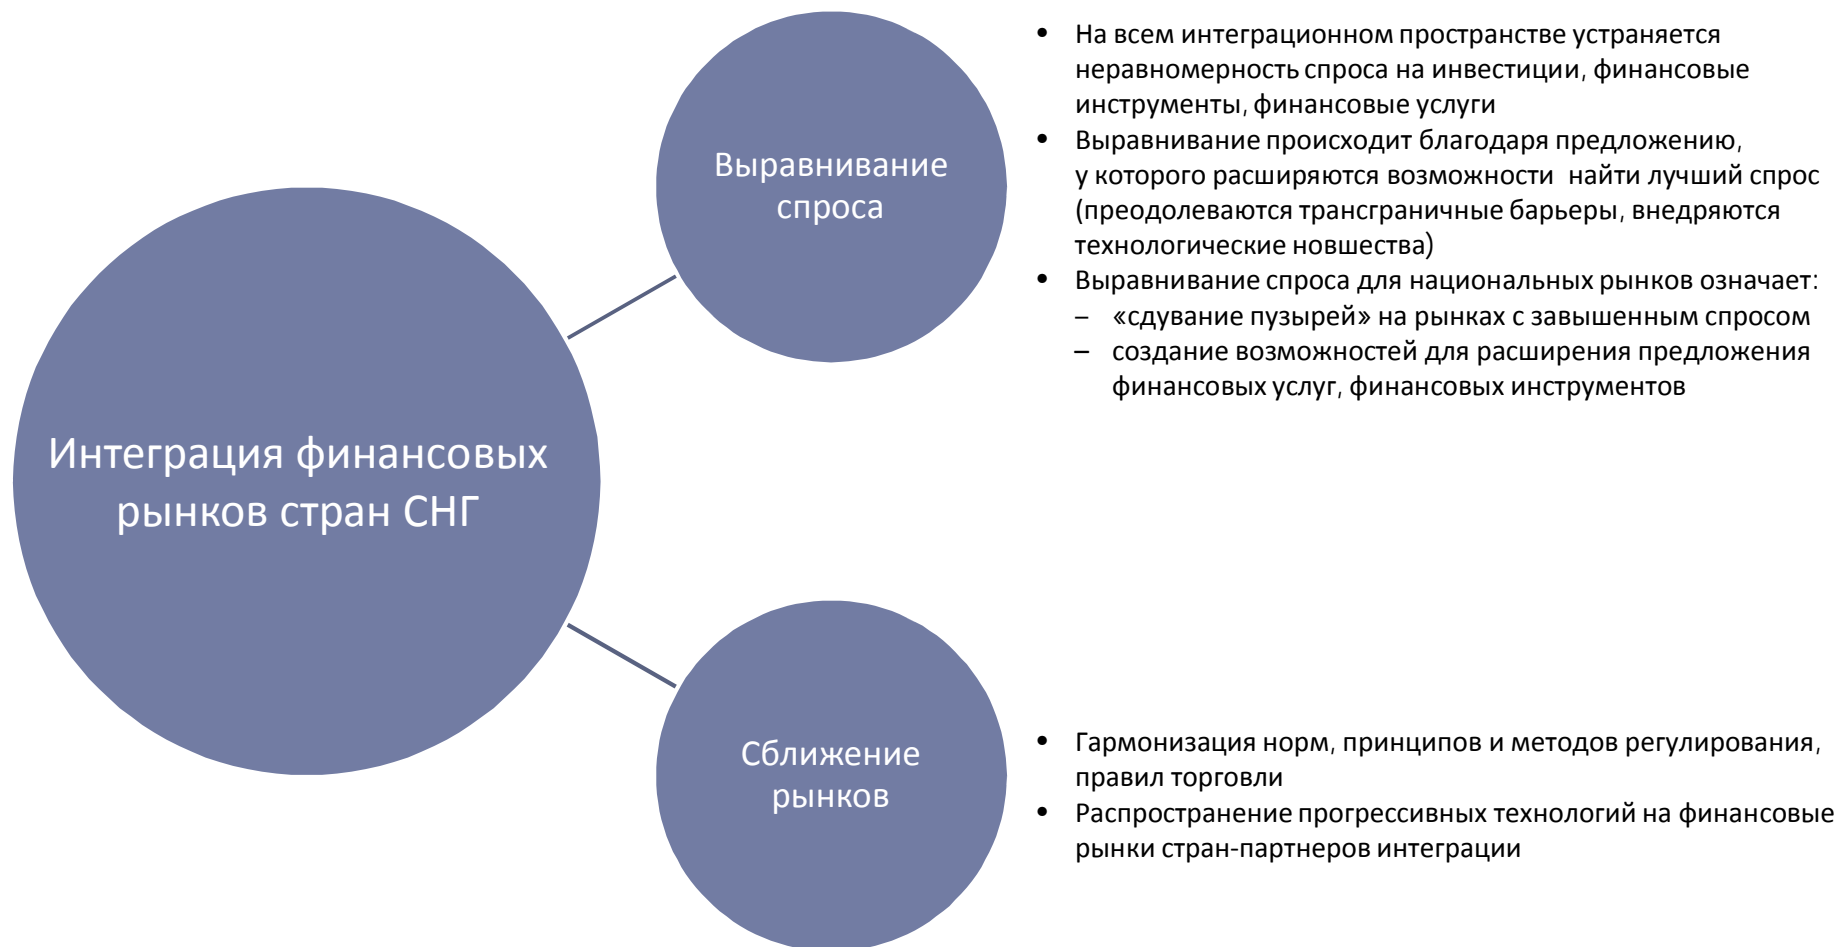 Интеграция финансовых
рынков стран СНГ
Выравнивание
спроса
• На всем интеграционном пространстве устраняется
неравномерность спроса на инвестиции, финансовые
инструменты, финансовые услуги
• Выравнивание происходит благодаря предложению,
у которого расширяются возможности найти лучший спрос
(преодолеваются трансграничные барьеры, внедряются
технологические новшества)
• Выравнивание спроса для национальных рынков означает:
– «сдувание пузырей» на рынках с завышенным спросом
– создание возможностей для расширения предложения
финансовых услуг, финансовых инструментов
Сближение
рынков
• Гармонизация норм, принципов и методов регулирования,
правил торговли
• Распространение прогрессивных технологий на финансовые
рынки стран-партнеров интеграции